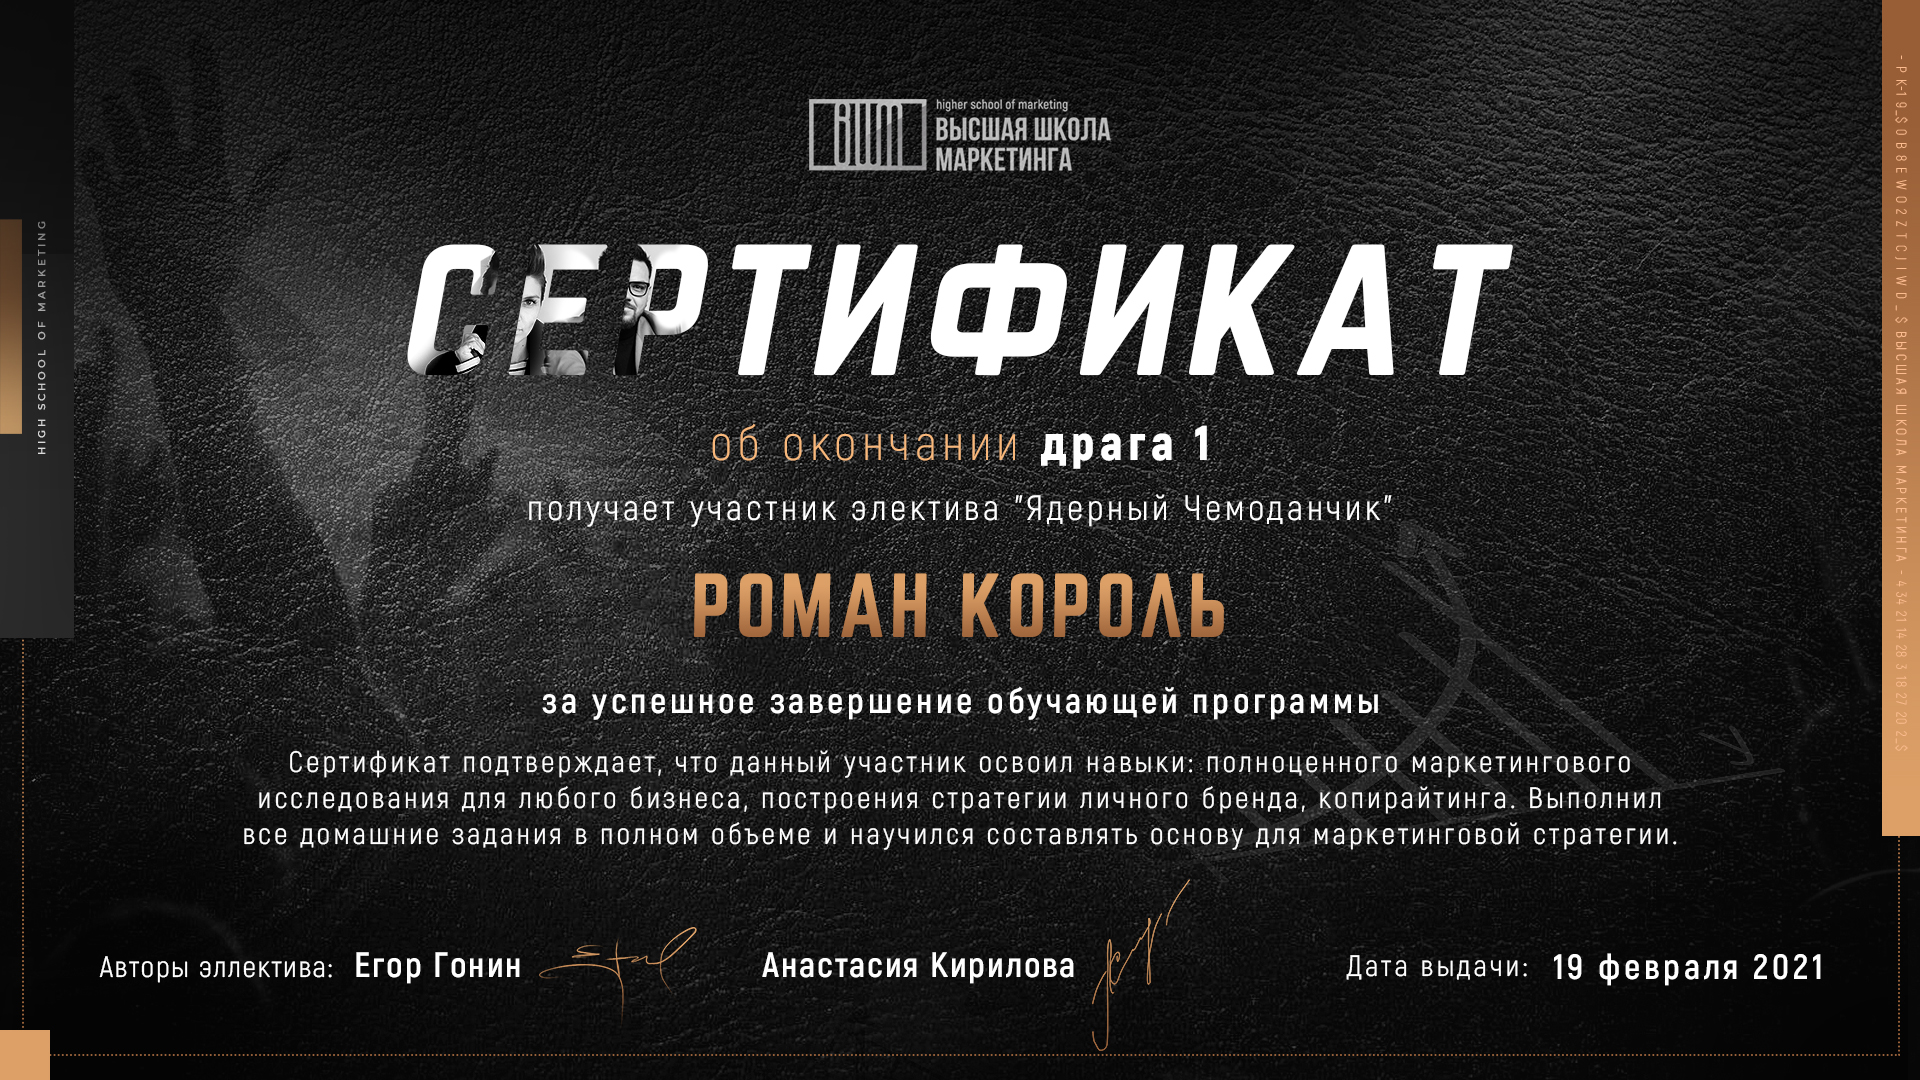 ВШМ
higher school of marketing
ВЫСШАЯ ШКОЛА
МАРКЕТИНГА
СЕРТИФИКАТ
об окончании драга 1
получает участник электива "Ядерный Чемоданчик"
РОМАН КОРОЛЬ
за успешное завершение обучающей программы
Сертификат подтверждает, что данный участник освоил навыки: полноценного маркетингового
исследования для любого бизнеса, построения стратегии личного бренда, копирайтинга. Выполнил
все домашние задания в полном объеме и научился составлять основу для маркетинговой стратегии.
Авторы эллектива: Егор Гонин Анастасия Кирилова Дата выдачи: 19 февраля 2021
HIGH SCHOOL OF MARKETING
ВЫСШАЯ ШКОЛА МАРКЕТИНГА - 4 34 21 14 28 3 18 27 20 2_S